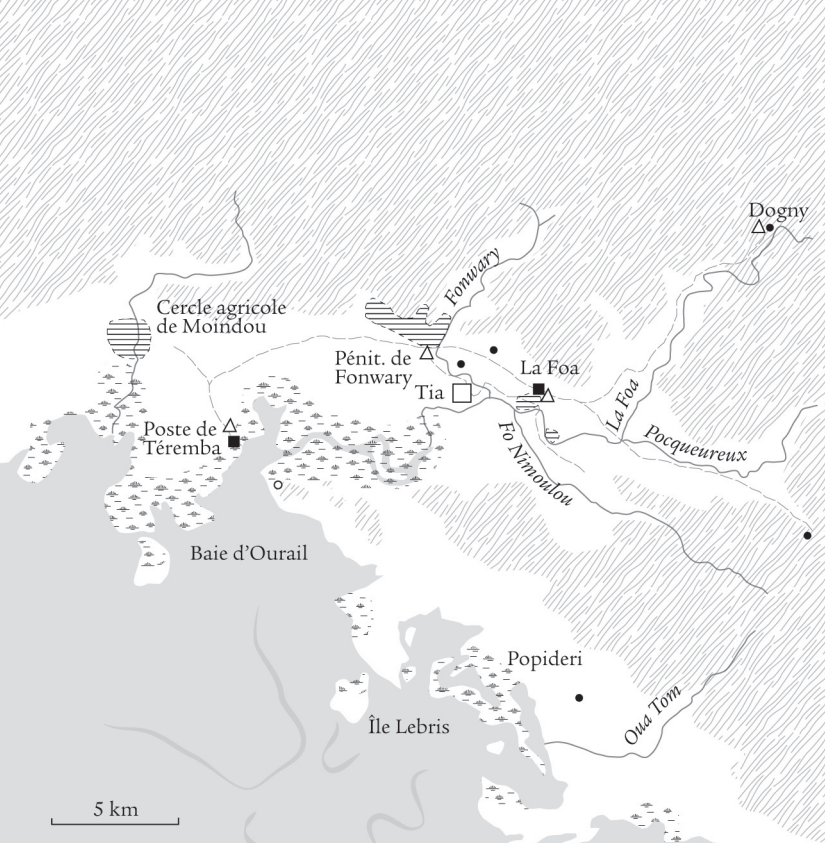 Dogny
Fonwary
Cercle agricole
de Moindou
Pénit. de
Fonwary
La Foa
Tia
La Foa
Poste de
Téremba
Pocqueureux
Fo Nimoulou
Baie d’Ourail
Popideri
Oua Tom
Île Lebris
5 km